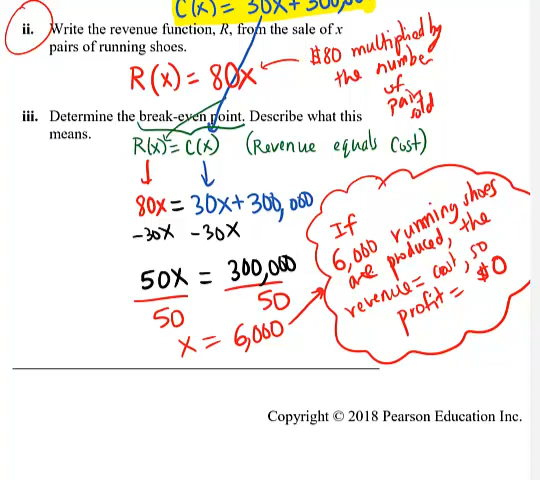 C(x) = 30x + 300,00
ii. Write the revenue function, R, from the sale of x
pairs of running shoes.
R(x) = 80x
$80 multiplied by
the number
of
pairs
sold
iii. Determine the break-even point. Describe what this
means.
R(x) = C(x) (Revenue equals Cost)
80x = 30x + 300,000
-30x -30x
50x = 300,000
50 50
x = 6,000
If
6,000 running shoes
are produced, the
revenue = cost, so
profit = $0
Copyright © 2018 Pearson Education Inc.